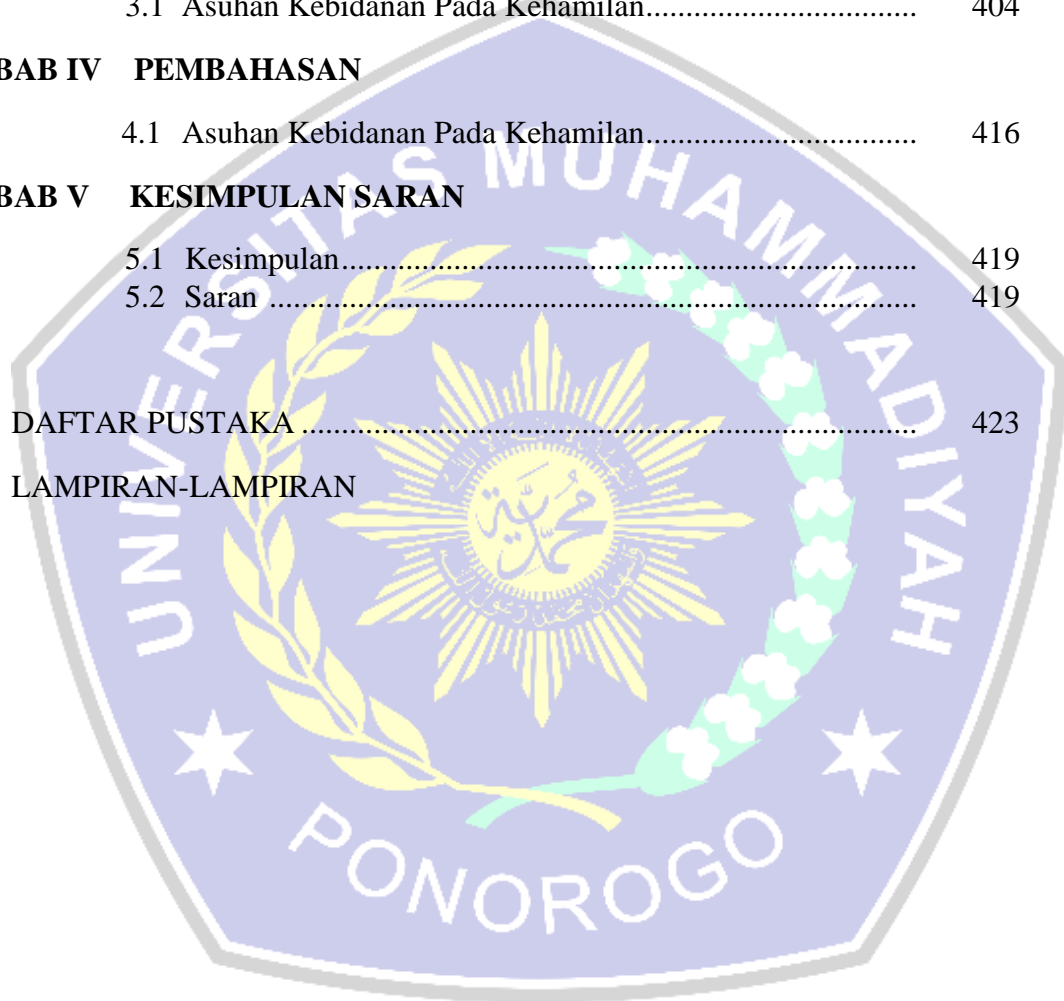 3.1 Asuhan Kebidanan Pada Kehamilan.................................. 404
BAB IV PEMBAHASAN
4.1 Asuhan Kebidanan Pada Kehamilan.................................. 416
BAB V KESIMPULAN SARAN
5.1 Kesimpulan........................................................................ 419
5.2 Saran ................................................................................. 419
DAFTAR PUSTAKA ............................................................................. 423
LAMPIRAN-LAMPIRAN
UNIVERSITAS MUHAMMADIYAH
محمدية
PONOROGO